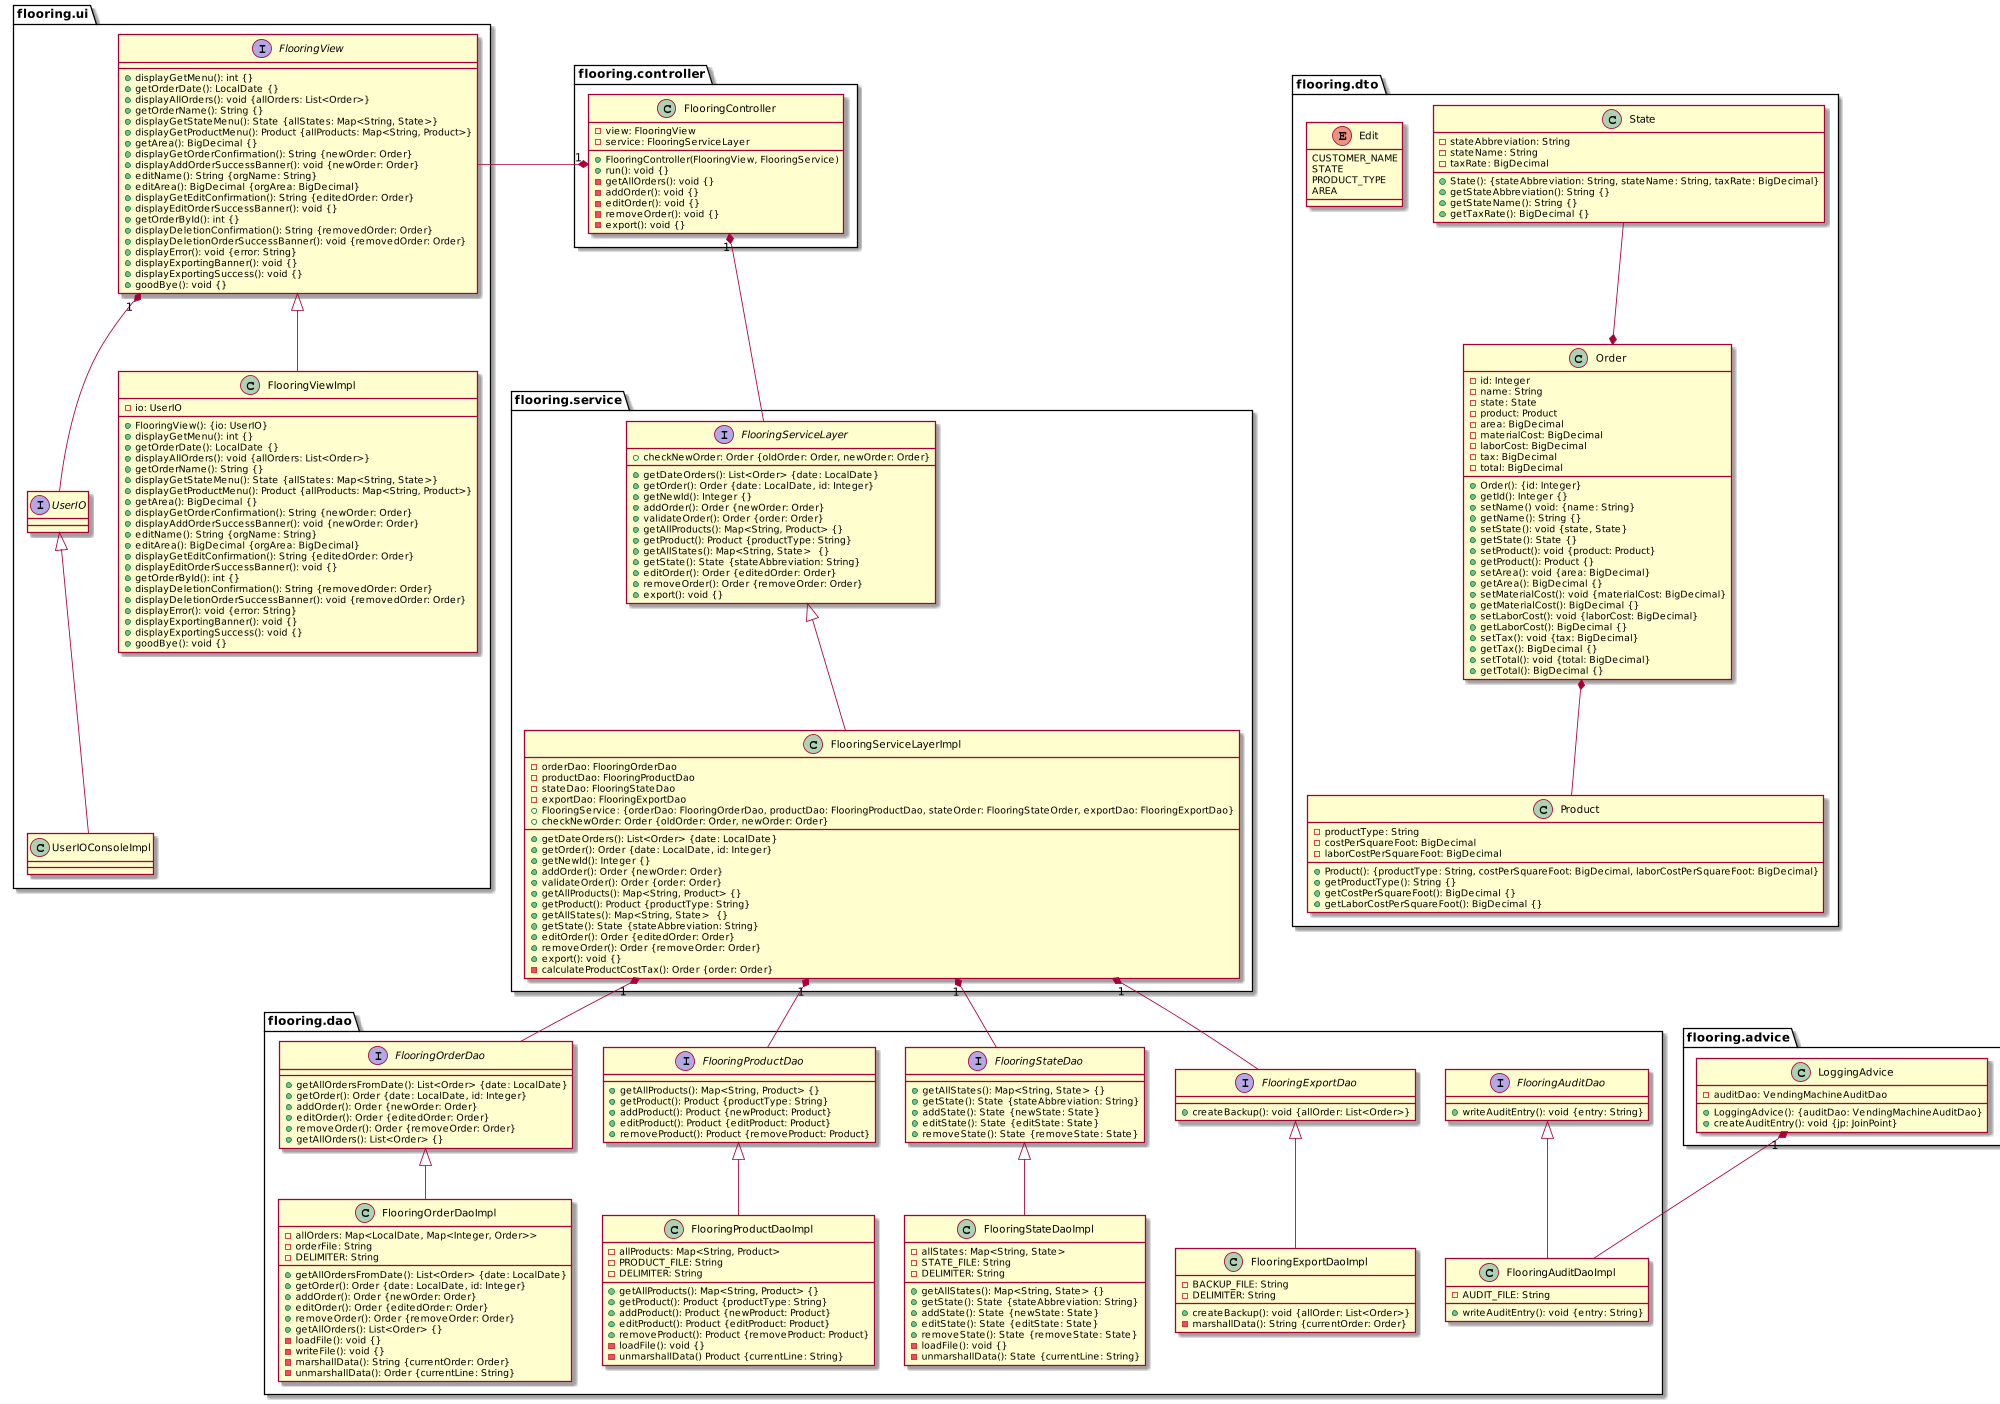 flooring.ui
I FlooringView
displayGetMenu(): int {}
getOrderDate(): LocalDate {}
displayAllOrders(): void {allOrders: List<Order>}
getOrderName(): String {}
displayGetStateMenu(): State {allStates: Map<String, State>}
displayGetProductMenu(): Product {allProducts: Map<String, Product>}
getArea(): BigDecimal {}
displayGetOrderConfirmation(): String {newOrder: Order}
displayAddOrderSuccessBanner(): void {newOrder: Order}
editName(): String {orgName: String}
editArea(): BigDecimal {orgArea: BigDecimal}
displayGetEditConfirmation(): String {editedOrder: Order}
displayEditOrderSuccessBanner(): void {}
getOrderById(): int {}
displayDeletionConfirmation(): String {removedOrder: Order}
displayDeletionOrderSuccessBanner(): void {removedOrder: Order}
displayError(): void {error: String}
displayExportingBanner(): void {}
displayExportingSuccess(): void {}
goodBye(): void {}
1
C FlooringViewImpl
io: UserIO
FlooringView(): {io: UserIO}
displayGetMenu(): int {}
getOrderDate(): LocalDate {}
displayAllOrders(): void {allOrders: List<Order>}
getOrderName(): String {}
displayGetStateMenu(): State {allStates: Map<String, State>}
displayGetProductMenu(): Product {allProducts: Map<String, Product>}
getArea(): BigDecimal {}
displayGetOrderConfirmation(): String {newOrder: Order}
displayAddOrderSuccessBanner(): void {newOrder: Order}
editName(): String {orgName: String}
editArea(): BigDecimal {orgArea: BigDecimal}
displayGetEditConfirmation(): String {editedOrder: Order}
displayEditOrderSuccessBanner(): void {}
getOrderById(): int {}
displayDeletionConfirmation(): String {removedOrder: Order}
displayDeletionOrderSuccessBanner(): void {removedOrder: Order}
displayError(): void {error: String}
displayExportingBanner(): void {}
displayExportingSuccess(): void {}
goodBye(): void {}
I UserIO
C UserIOConsoleImpl
flooring.controller
C FlooringController
view: FlooringView
service: FlooringServiceLayer
FlooringController(FlooringView, FlooringService)
run(): void {}
getAllOrders(): void {}
addOrder(): void {}
editOrder(): void {}
removeOrder(): void {}
export(): void {}
1
1
flooring.service
I FlooringServiceLayer
checkNewOrder: Order {oldOrder: Order, newOrder: Order}
getDateOrders(): List<Order> {date: LocalDate}
getOrder(): Order {date: LocalDate, id: Integer}
getNewId(): Integer {}
addOrder(): Order {newOrder: Order}
validateOrder(): Order {order: Order}
getAllProducts(): Map<String, Product> {}
getProduct(): Product {productType: String}
getAllStates(): Map<String, State> {}
getState(): State {stateAbbreviation: String}
editOrder(): Order {editedOrder: Order}
removeOrder(): Order {removeOrder: Order}
export(): void {}
C FlooringServiceLayerImpl
orderDao: FlooringOrderDao
productDao: FlooringProductDao
stateDao: FlooringStateDao
exportDao: FlooringExportDao
FlooringService: {orderDao: FlooringOrderDao, productDao: FlooringProductDao, stateOrder: FlooringStateOrder, exportDao: FlooringExportDao}
checkNewOrder: Order {oldOrder: Order, newOrder: Order}
getDateOrders(): List<Order> {date: LocalDate}
getOrder(): Order {date: LocalDate, id: Integer}
getNewId(): Integer {}
addOrder(): Order {newOrder: Order}
validateOrder(): Order {order: Order}
getAllProducts(): Map<String, Product> {}
getProduct(): Product {productType: String}
getAllStates(): Map<String, State> {}
getState(): State {stateAbbreviation: String}
editOrder(): Order {editedOrder: Order}
removeOrder(): Order {removeOrder: Order}
export(): void {}
calculateProductCostTax(): Order {order: Order}
1
1
1
1
flooring.dto
E Edit
CUSTOMER_NAME
STATE
PRODUCT_TYPE
AREA
C State
stateAbbreviation: String
stateName: String
taxRate: BigDecimal
State(): {stateAbbreviation: String, stateName: String, taxRate: BigDecimal}
getStateAbbreviation(): String {}
getStateName(): String {}
getTaxRate(): BigDecimal {}
C Order
id: Integer
name: String
state: State
product: Product
area: BigDecimal
materialCost: BigDecimal
laborCost: BigDecimal
tax: BigDecimal
total: BigDecimal
Order(): {id: Integer}
getId(): Integer {}
setName() void: {name: String}
getName(): String {}
setState(): void {state, State}
getState(): State {}
setProduct(): void {product: Product}
getProduct(): Product {}
setArea(): void {area: BigDecimal}
getArea(): BigDecimal {}
setMaterialCost(): void {materialCost: BigDecimal}
getMaterialCost(): BigDecimal {}
setLaborCost(): void {laborCost: BigDecimal}
getLaborCost(): BigDecimal {}
setTax(): void {tax: BigDecimal}
getTax(): BigDecimal {}
setTotal(): void {total: BigDecimal}
getTotal(): BigDecimal {}
C Product
productType: String
costPerSquareFoot: BigDecimal
laborCostPerSquareFoot: BigDecimal
Product(): {productType: String, costPerSquareFoot: BigDecimal, laborCostPerSquareFoot: BigDecimal}
getProductType(): String {}
getCostPerSquareFoot(): BigDecimal {}
getLaborCostPerSquareFoot(): BigDecimal {}
flooring.dao
I FlooringOrderDao
getAllOrdersFromDate(): List<Order> {date: LocalDate}
getOrder(): Order {date: LocalDate, id: Integer}
addOrder(): Order {newOrder: Order}
editOrder(): Order {editedOrder: Order}
removeOrder(): Order {removeOrder: Order}
getAllOrders(): List<Order> {}
I FlooringProductDao
getAllProducts(): Map<String, Product> {}
getProduct(): Product {productType: String}
addProduct(): Product {newProduct: Product}
editProduct(): Product {editProduct: Product}
removeProduct(): Product {removeProduct: Product}
I FlooringStateDao
getAllStates(): Map<String, State> {}
getState(): State {stateAbbreviation: String}
addState(): State {newState: State}
editState(): State {editState: State}
removeState(): State {removeState: State}
I FlooringExportDao
createBackup(): void {allOrder: List<Order>}
I FlooringAuditDao
writeAuditEntry(): void {entry: String}
C FlooringOrderDaoImpl
allOrders: Map<LocalDate, Map<Integer, Order>>
orderFile: String
DELIMITER: String
getAllOrdersFromDate(): List<Order> {date: LocalDate}
getOrder(): Order {date: LocalDate, id: Integer}
addOrder(): Order {newOrder: Order}
editOrder(): Order {editedOrder: Order}
removeOrder(): Order {removeOrder: Order}
getAllOrders(): List<Order> {}
loadFile(): void {}
writeFile(): void {}
marshallData(): String {currentOrder: Order}
unmarshallData(): Order {currentLine: String}
C FlooringProductDaoImpl
allProducts: Map<String, Product>
PRODUCT_FILE: String
DELIMITER: String
getAllProducts(): Map<String, Product> {}
getProduct(): Product {productType: String}
addProduct(): Product {newProduct: Product}
editProduct(): Product {editProduct: Product}
removeProduct(): Product {removeProduct: Product}
loadFile(): void {}
unmarshallData() Product {currentLine: String}
C FlooringStateDaoImpl
allStates: Map<String, State>
STATE_FILE: String
DELIMITER: String
getAllStates(): Map<String, State> {}
getState(): State {stateAbbreviation: String}
addState(): State {newState: State}
editState(): State {editState: State}
removeState(): State {removeState: State}
loadFile(): void {}
unmarshallData(): State {currentLine: String}
C FlooringExportDaoImpl
BACKUP_FILE: String
DELIMITER: String
createBackup(): void {allOrder: List<Order>}
marshallData(): String {currentOrder: Order}
C FlooringAuditDaoImpl
AUDIT_FILE: String
writeAuditEntry(): void {entry: String}
flooring.advice
C LoggingAdvice
auditDao: VendingMachineAuditDao
LoggingAdvice(): {auditDao: VendingMachineAuditDao}
createAuditEntry(): void {jp: JoinPoint}
1